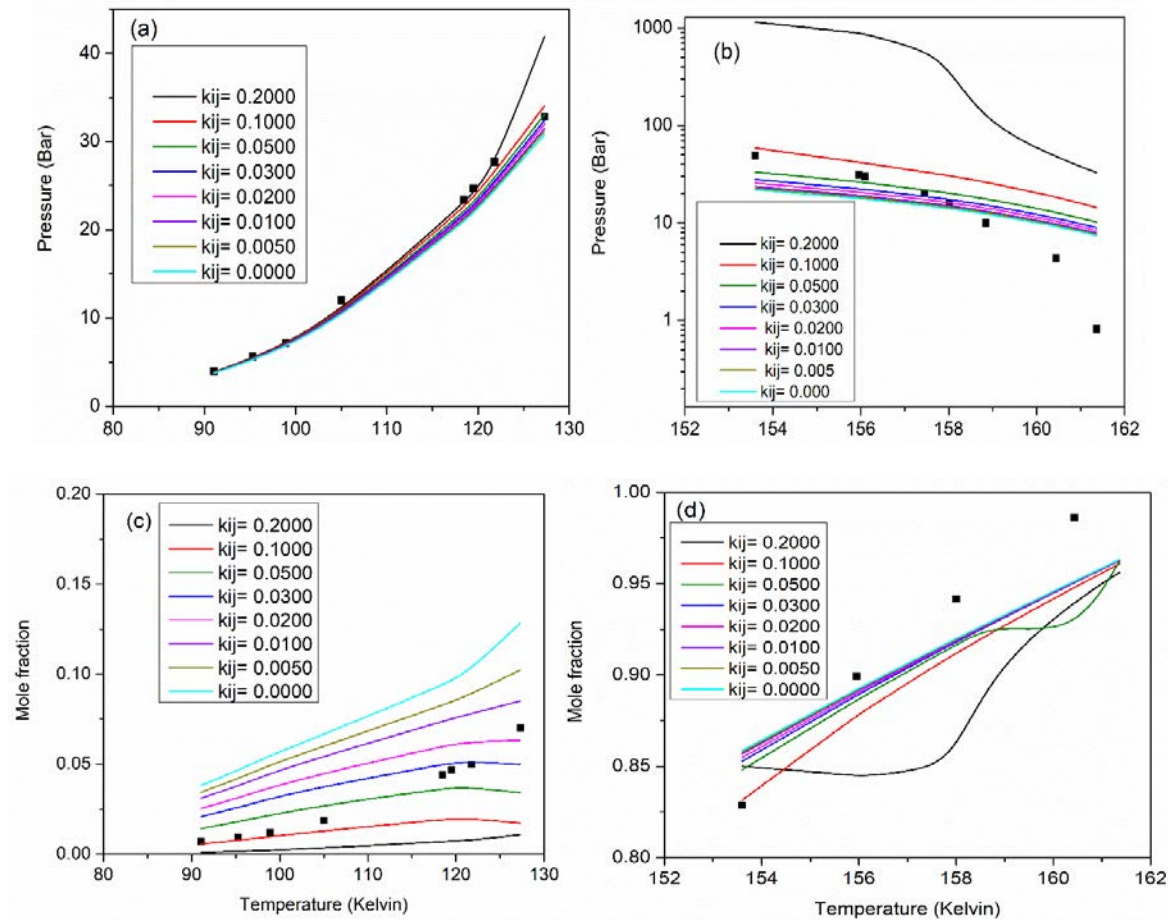 (a)
Pressure (Bar)
40
30
20
10
0
kij= 0.2000
kij= 0.1000
kij= 0.0500
kij= 0.0300
kij= 0.0200
kij= 0.0100
kij= 0.0050
kij= 0.0000
80 90 100 110 120 130
(b)
Pressure (Bar)
1000
100
10
1
kij= 0.2000
kij= 0.1000
kij= 0.0500
kij= 0.0300
kij= 0.0200
kij= 0.0100
kij= 0.005
kij= 0.000
152 154 156 158 160 162
(c)
Mole fraction
0.20
0.15
0.10
0.05
0.00
kij= 0.2000
kij= 0.1000
kij= 0.0500
kij= 0.0300
kij= 0.0200
kij= 0.0100
kij= 0.0050
kij= 0.0000
80 90 100 110 120 130
Temperature (Kelvin)
(d)
Mole fraction
1.00
0.95
0.90
0.85
0.80
kij= 0.2000
kij= 0.1000
kij= 0.0500
kij= 0.0300
kij= 0.0200
kij= 0.0100
kij= 0.0050
kij= 0.0000
152 154 156 158 160 162
Temperature (Kelvin)